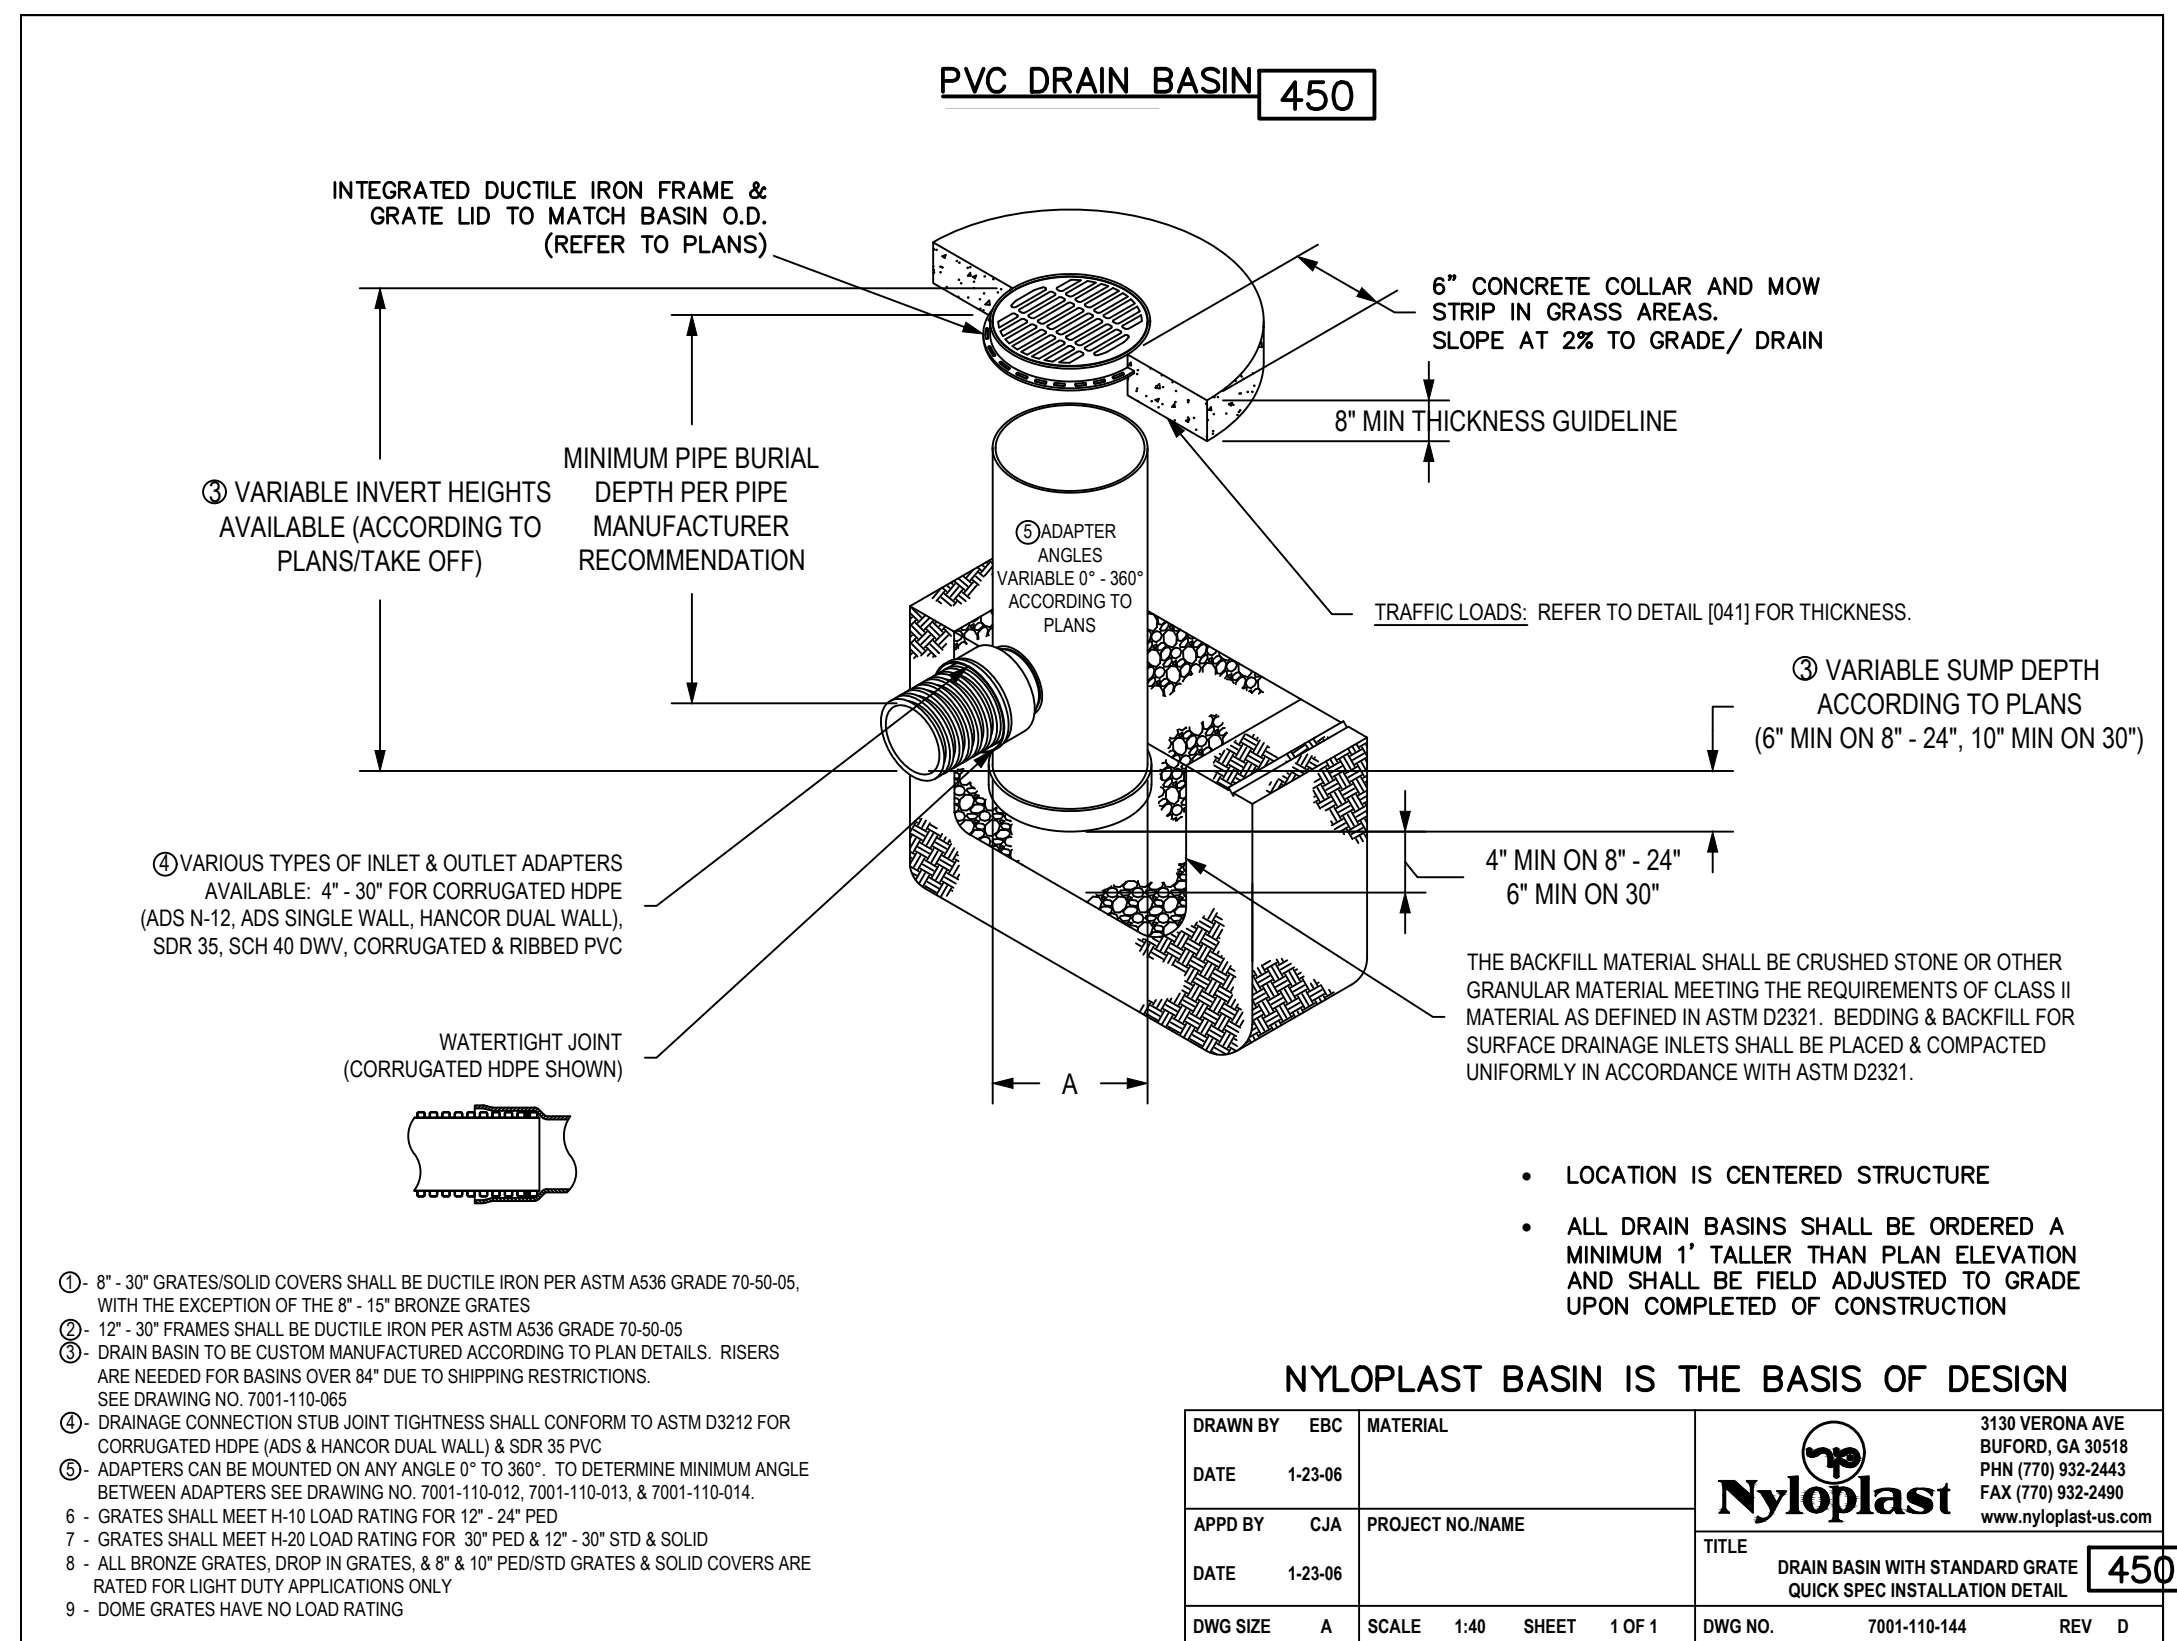 PVC DRAIN BASIN 450
INTEGRATED DUCTILE IRON FRAME &
GRATE LID TO MATCH BASIN O.D.
(REFER TO PLANS)
6" CONCRETE COLLAR AND MOW
STRIP IN GRASS AREAS.
SLOPE AT 2% TO GRADE/ DRAIN
8" MIN THICKNESS GUIDELINE
③ VARIABLE INVERT HEIGHTS
AVAILABLE (ACCORDING TO
PLANS/TAKE OFF)
MINIMUM PIPE BURIAL
DEPTH PER PIPE
MANUFACTURER
RECOMMENDATION
⑤ ADAPTER
ANGLES
VARIABLE 0° - 360°
ACCORDING TO
PLANS
TRAFFIC LOADS: REFER TO DETAIL [041] FOR THICKNESS.
③ VARIABLE SUMP DEPTH
ACCORDING TO PLANS
(6" MIN ON 8" - 24", 10" MIN ON 30")
④ VARIOUS TYPES OF INLET & OUTLET ADAPTERS
AVAILABLE: 4" - 30" FOR CORRUGATED HDPE
(ADS N-12, ADS SINGLE WALL, HANCOR DUAL WALL),
SDR 35, SCH 40 DWV, CORRUGATED & RIBBED PVC
4" MIN ON 8" - 24"
6" MIN ON 30"
THE BACKFILL MATERIAL SHALL BE CRUSHED STONE OR OTHER
GRANULAR MATERIAL MEETING THE REQUIREMENTS OF CLASS II
MATERIAL AS DEFINED IN ASTM D2321. BEDDING & BACKFILL FOR
SURFACE DRAINAGE INLETS SHALL BE PLACED & COMPACTED
UNIFORMLY IN ACCORDANCE WITH ASTM D2321.
WATERTIGHT JOINT
(CORRUGATED HDPE SHOWN)
A
• LOCATION IS CENTERED STRUCTURE
• ALL DRAIN BASINS SHALL BE ORDERED A
MINIMUM 1' TALLER THAN PLAN ELEVATION
AND SHALL BE FIELD ADJUSTED TO GRADE
UPON COMPLETED OF CONSTRUCTION
① - 8" - 30" GRATES/SOLID COVERS SHALL BE DUCTILE IRON PER ASTM A536 GRADE 70-50-05,
WITH THE EXCEPTION OF THE 8" - 15" BRONZE GRATES
② - 12" - 30" FRAMES SHALL BE DUCTILE IRON PER ASTM A536 GRADE 70-50-05
③ - DRAIN BASIN TO BE CUSTOM MANUFACTURED ACCORDING TO PLAN DETAILS. RISERS
ARE NEEDED FOR BASINS OVER 84" DUE TO SHIPPING RESTRICTIONS.
SEE DRAWING NO. 7001-110-065
④ - DRAINAGE CONNECTION STUB JOINT TIGHTNESS SHALL CONFORM TO ASTM D3212 FOR
CORRUGATED HDPE (ADS & HANCOR DUAL WALL) & SDR 35 PVC
⑤ - ADAPTERS CAN BE MOUNTED ON ANY ANGLE 0° TO 360°. TO DETERMINE MINIMUM ANGLE
BETWEEN ADAPTERS SEE DRAWING NO. 7001-110-012, 7001-110-013, & 7001-110-014.
6 - GRATES SHALL MEET H-10 LOAD RATING FOR 12" - 24" PED
7 - GRATES SHALL MEET H-20 LOAD RATING FOR 30" PED & 12" - 30" STD & SOLID
8 - ALL BRONZE GRATES, DROP IN GRATES, & 8" & 10" PED/STD GRATES & SOLID COVERS ARE
RATED FOR LIGHT DUTY APPLICATIONS ONLY
9 - DOME GRATES HAVE NO LOAD RATING
NYLOPLAST BASIN IS THE BASIS OF DESIGN
DRAWN BY EBC
DATE 1-23-06
MATERIAL
APPD BY CJA
DATE 1-23-06
PROJECT NO./NAME
Nyloplast
3130 VERONA AVE
BUFORD, GA 30518
PHN (770) 932-2443
FAX (770) 932-2490
www.nyloplast-us.com
TITLE
DRAIN BASIN WITH STANDARD GRATE
QUICK SPEC INSTALLATION DETAIL
450
DWG SIZE A
SCALE 1:40 SHEET 1 OF 1
DWG NO. 7001-110-144 REV D